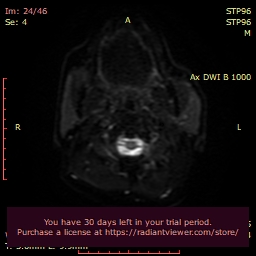 Im: 24/46
Se: 4
STP96
STP96
M
A
Ax DWI B 1000
R
L
You have 30 days left in your trial period.
Purchase a license at https://radiantviewer.com/store/